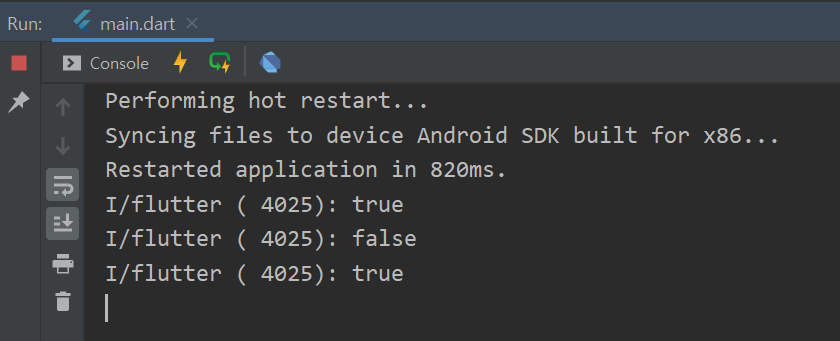 Run: main.dart
Console
Performing hot restart...
Syncing files to device Android SDK built for x86...
Restarted application in 820ms.
I/flutter ( 4025): true
I/flutter ( 4025): false
I/flutter ( 4025): true